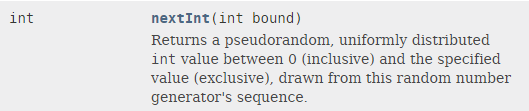 int nextInt(int bound)
Returns a pseudorandom, uniformly distributed
int value between 0 (inclusive) and the specified
value (exclusive), drawn from this random number
generator's sequence.